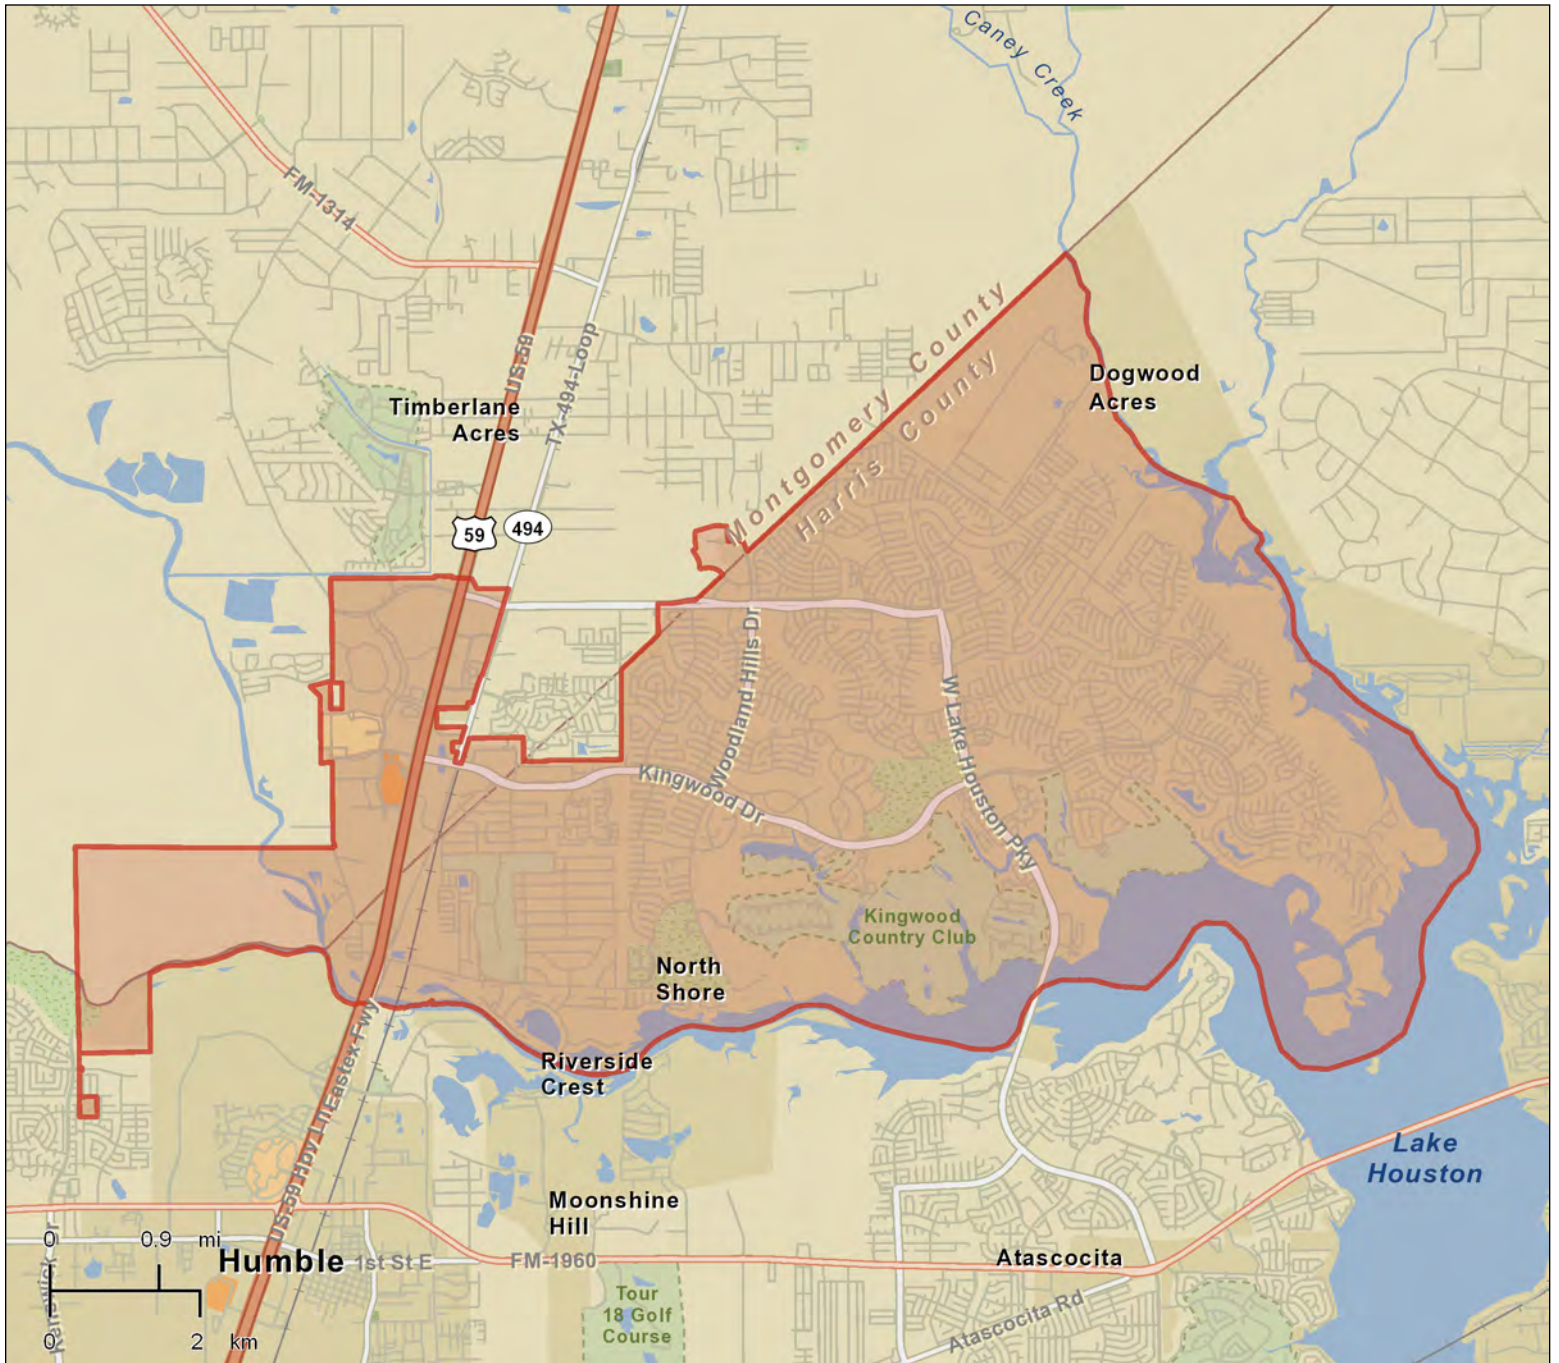 Caney Creek
FM-1314
US-59
TX-494-Loop
Montgomery County
Harris County
Dogwood
Acres
Timberlane
Acres
59
494
Woodland Hills Dr
W Lake Houston Pky
Kingwood Dr
Kingwood
Country Club
North
Shore
Riverside
Crest
US-59 Hov Ln
Eastex Fwy
Lake
Houston
Moonshine
Hill
Humble
1st St E
FM-1960
Atascocita
Atascocita Rd
Tour
18 Golf
Course
0 0.9 mi
0 2 km